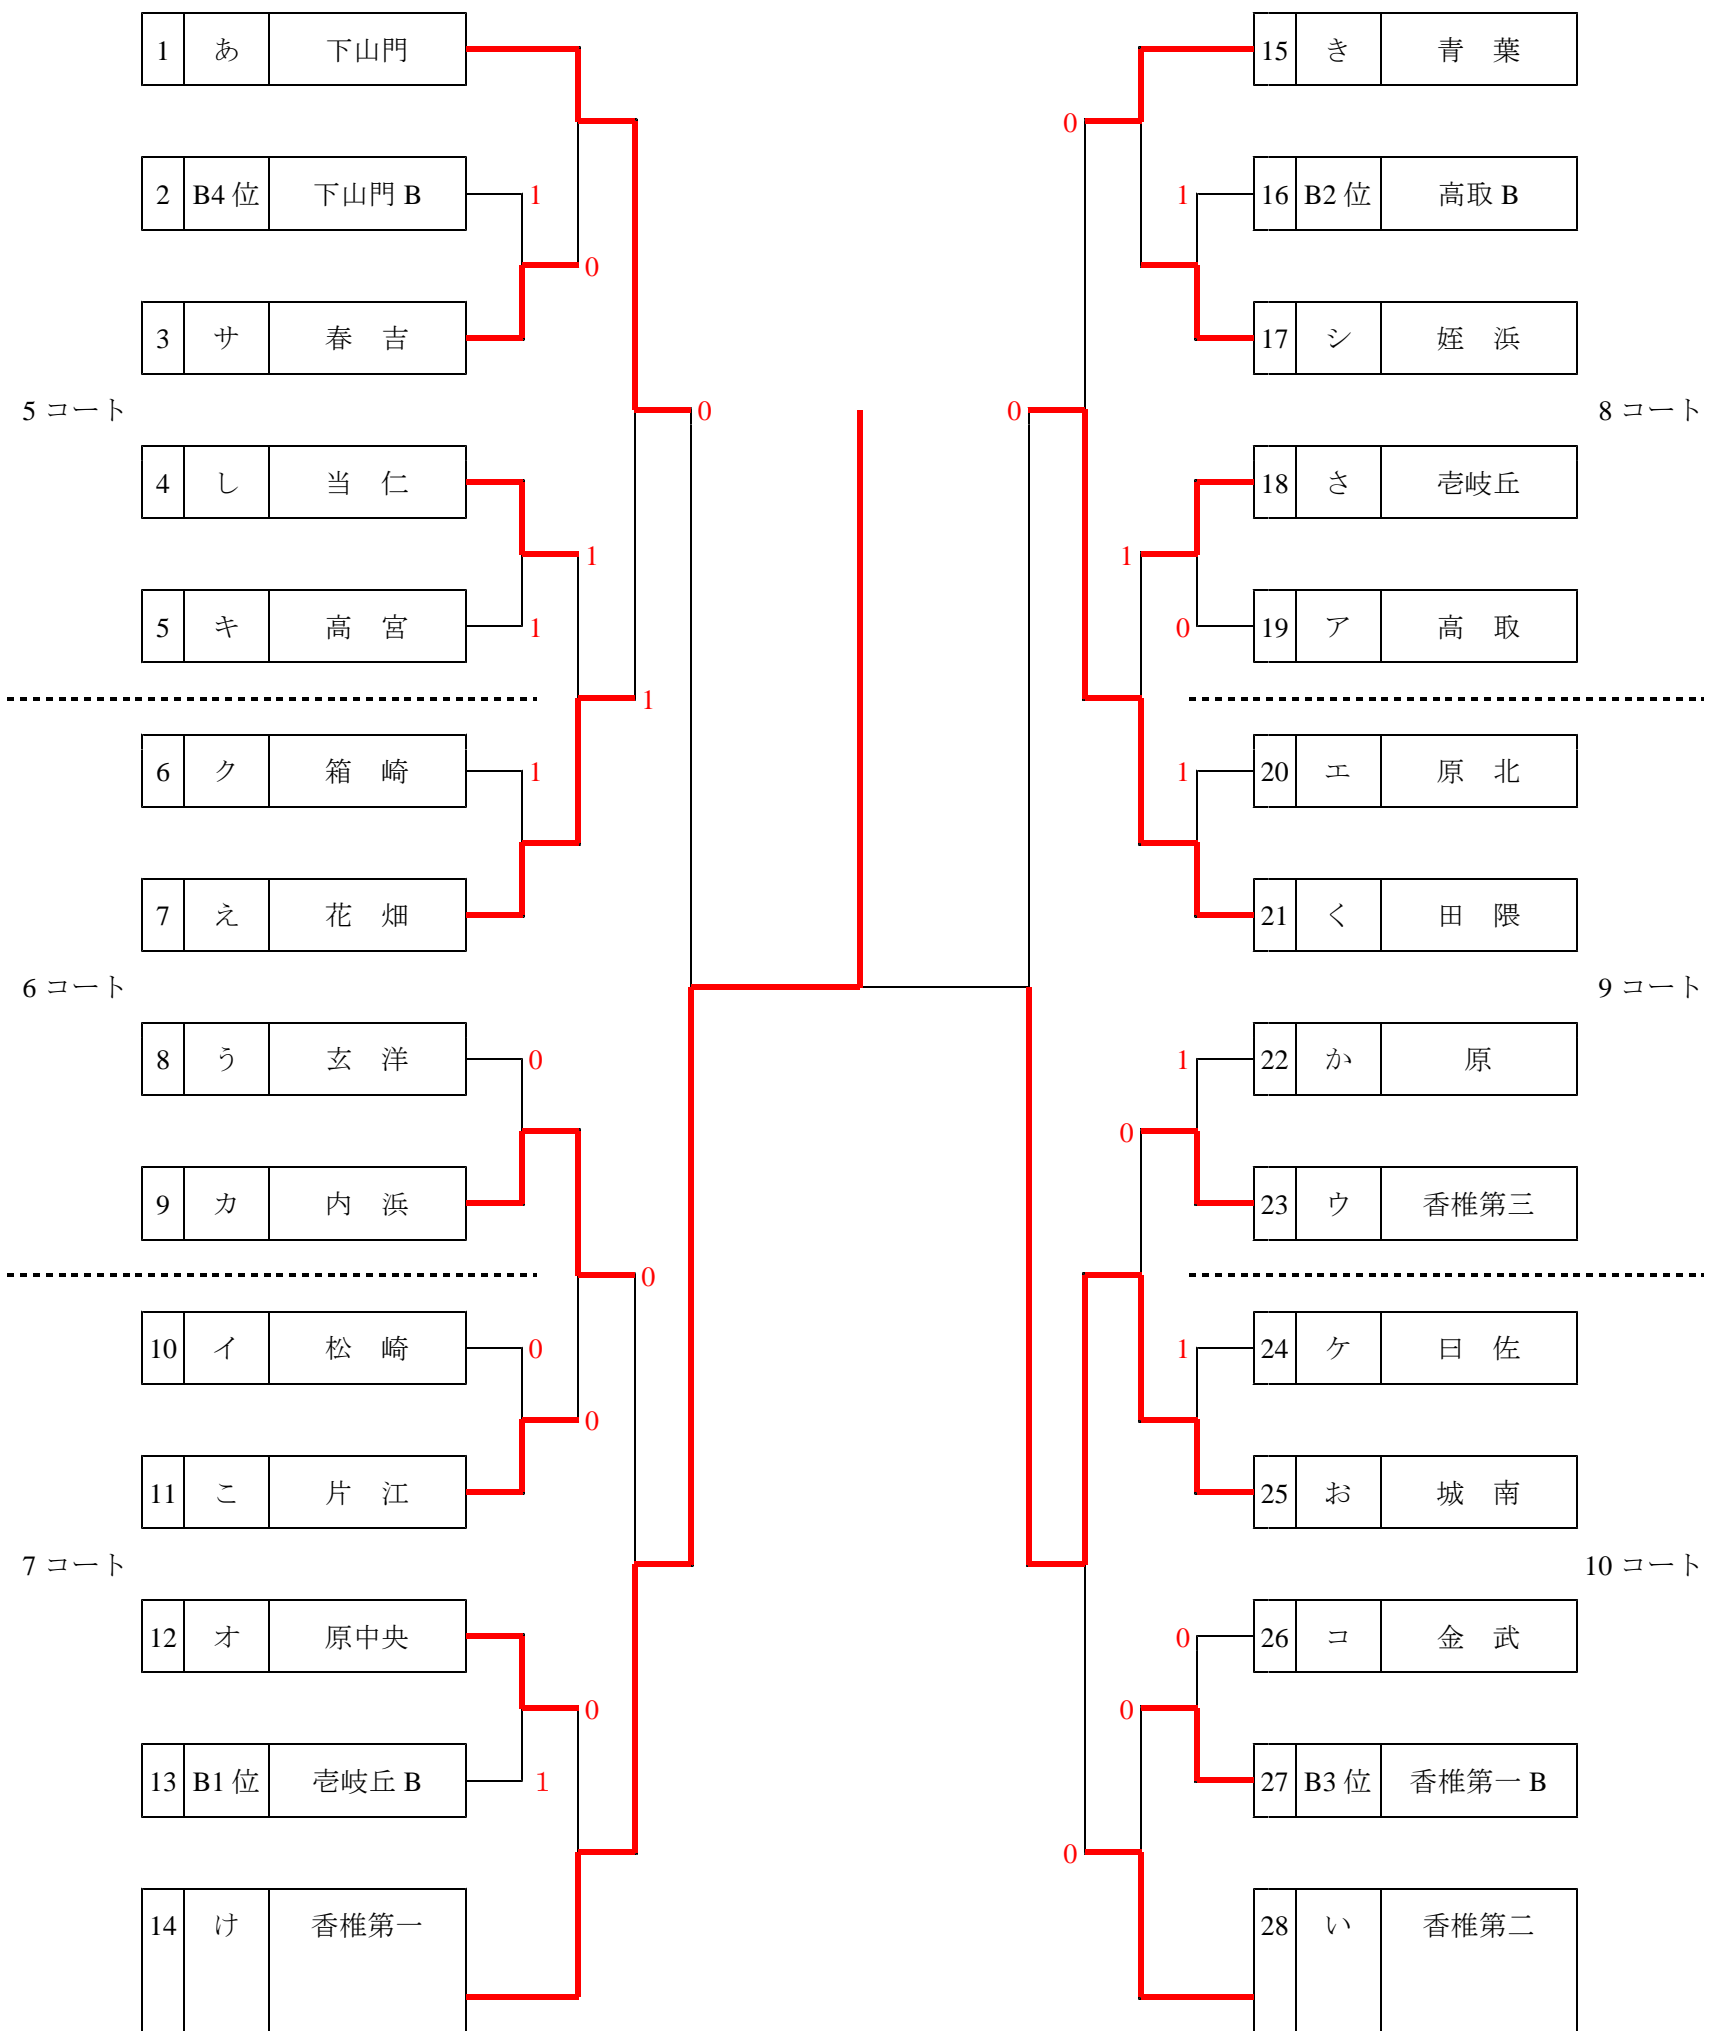 1 あ 下山門
2 B4位 下山門 B 1
0
3 サ 春 吉
5 コート 0
4 し 当 仁
1
5 キ 高 宮 1
1
6 ク 箱 崎 1
7 え 花 畑
6 コート
8 う 玄 洋 0
9 カ 内 浜
0
10 イ 松 崎 0
0
11 こ 片 江
7 コート
12 オ 原中央
0
13 B1位 壱岐丘 B 1
14 け 香椎第一
15 き 青 葉
0
1 16 B2位 高取 B
17 シ 姪 浜
0 8 コート
18 さ 壱岐丘
1
0 19 ア 高 取
1 20 エ 原 北
21 く 田 隈
9 コート
1 22 か 原
0
23 ウ 香椎第三
1 24 ケ 曰 佐
25 お 城 南
10 コート
0 26 コ 金 武
0
27 B3位 香椎第一 B
0
28 い 香椎第二